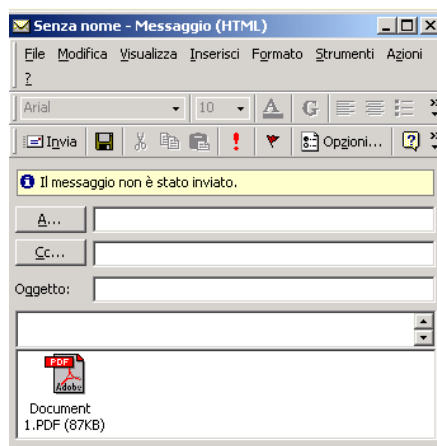 Senza nome - Messaggio (HTML)
File Modifica Visualizza Inserisci Formato Strumenti Azioni
?
Arial 10 A G
Invia Opzioni...
Il messaggio non è stato inviato.
A...
Cc...
Oggetto:
PDF
Adobe
Document
1.PDF (87KB)